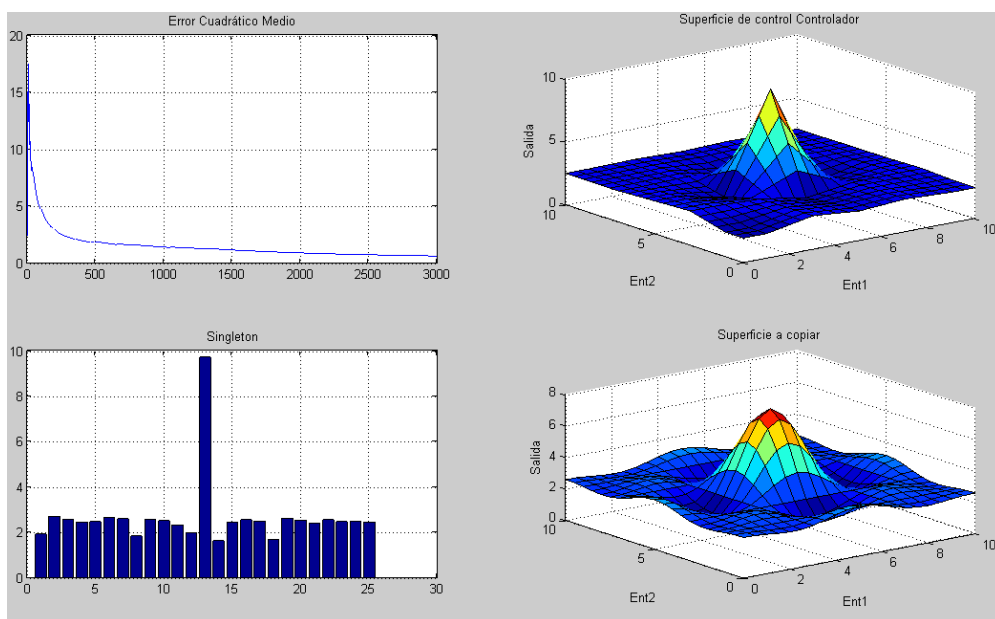 Error Cuadrático Medio
20
15
10
5
0
0 500 1000 1500 2000 2500 3000
Superficie de control Controlador
10
5
0
Salida
10
5
0
Ent2
0 2 4 6 8 10
Ent1
Singleton
10
8
6
4
2
0
0 5 10 15 20 25 30
Superficie a copiar
8
6
4
2
0
Salida
10
5
0
Ent2
0 2 4 6 8 10
Ent1